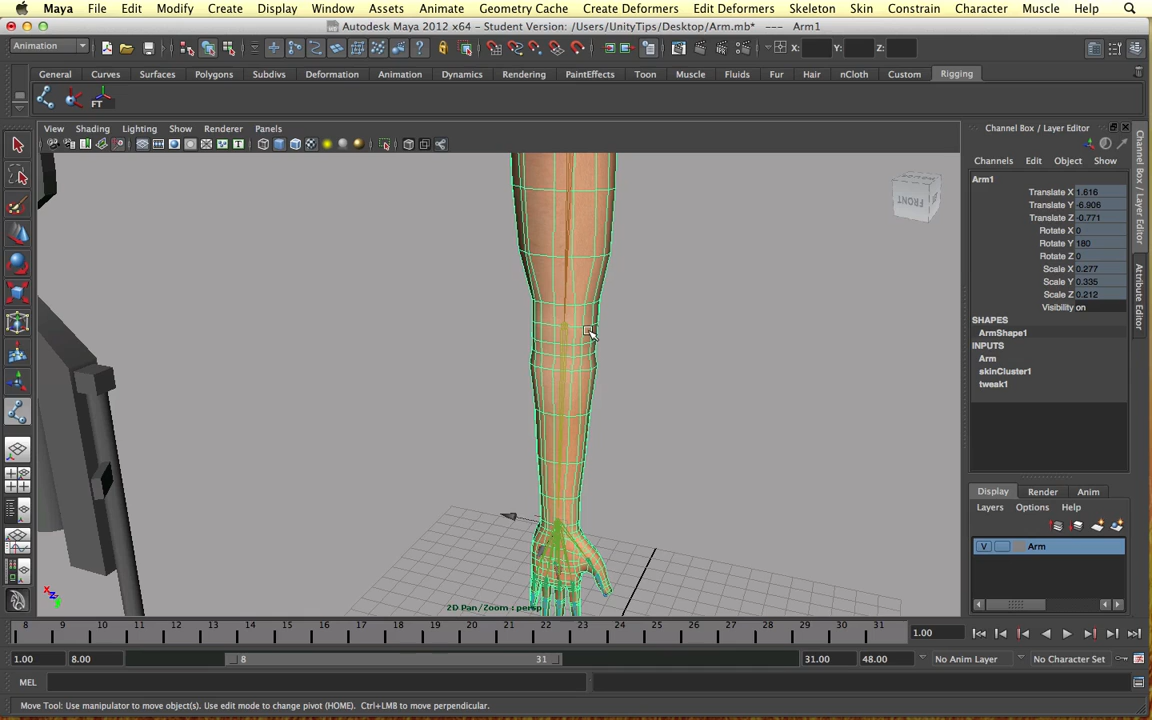 Maya File Edit Modify Create Display Window Assets Animate Geometry Cache Create Deformers Edit Deformers Skeleton Skin Constrain Character Muscle Help
Autodesk Maya 2012 x64 - Student Version: /Users/UnityTips/Desktop/Arm.mb* --- Arm1
Animation X: Y: Z:
General Curves Surfaces Polygons Subdivs Deformation Animation Dynamics Rendering PaintEffects Toon Muscle Fluids Fur Hair nCloth Custom Rigging
FT
View Shading Lighting Show Renderer Panels
Channel Box / Layer Editor
Channels Edit Object Show
Arm1
Translate X 1.616
Translate Y -6.906
Translate Z -0.771
Rotate X 0
Rotate Y 180
Rotate Z 0
Scale X 0.277
Scale Y 0.335
Scale Z 0.212
Visibility on
SHAPES
ArmShape1
INPUTS
Arm
skinCluster1
tweak1
Channel Box / Layer Editor
Attribute Editor
FRONT
Display Render Anim
Layers Options Help
V Arm
2D Pan / Zoom : persp
8 9 10 11 12 13 14 15 16 17 18 19 20 21 22 23 24 25 26 27 28 29 30 31 1.00
1.00 8.00 8 31 31.00 48.00 No Anim Layer No Character Set
MEL
Move Tool: Use manipulator to move object(s). Use edit mode to change pivot (HOME). Ctrl+LMB to move perpendicular.